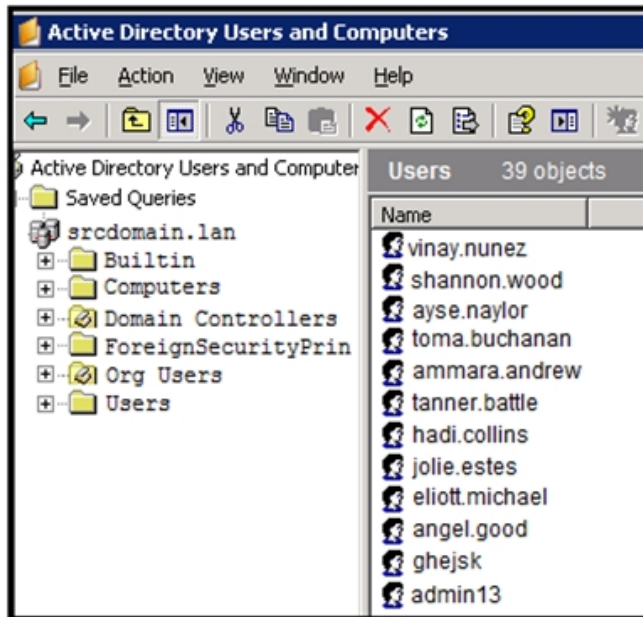 Active Directory Users and Computers
File Action View Window Help
Active Directory Users and Computer
Saved Queries
srcdomain.lan
Builtin
Computers
Domain Controllers
ForeignSecurityPrin
Org Users
Users
Users 39 objects
Name
vinay.nunez
shannon.wood
ayse.naylor
toma.buchanan
ammara.andrew
tanner.battle
hadi.collins
jolie.estes
eliott.michael
angel.good
ghejsk
admin13